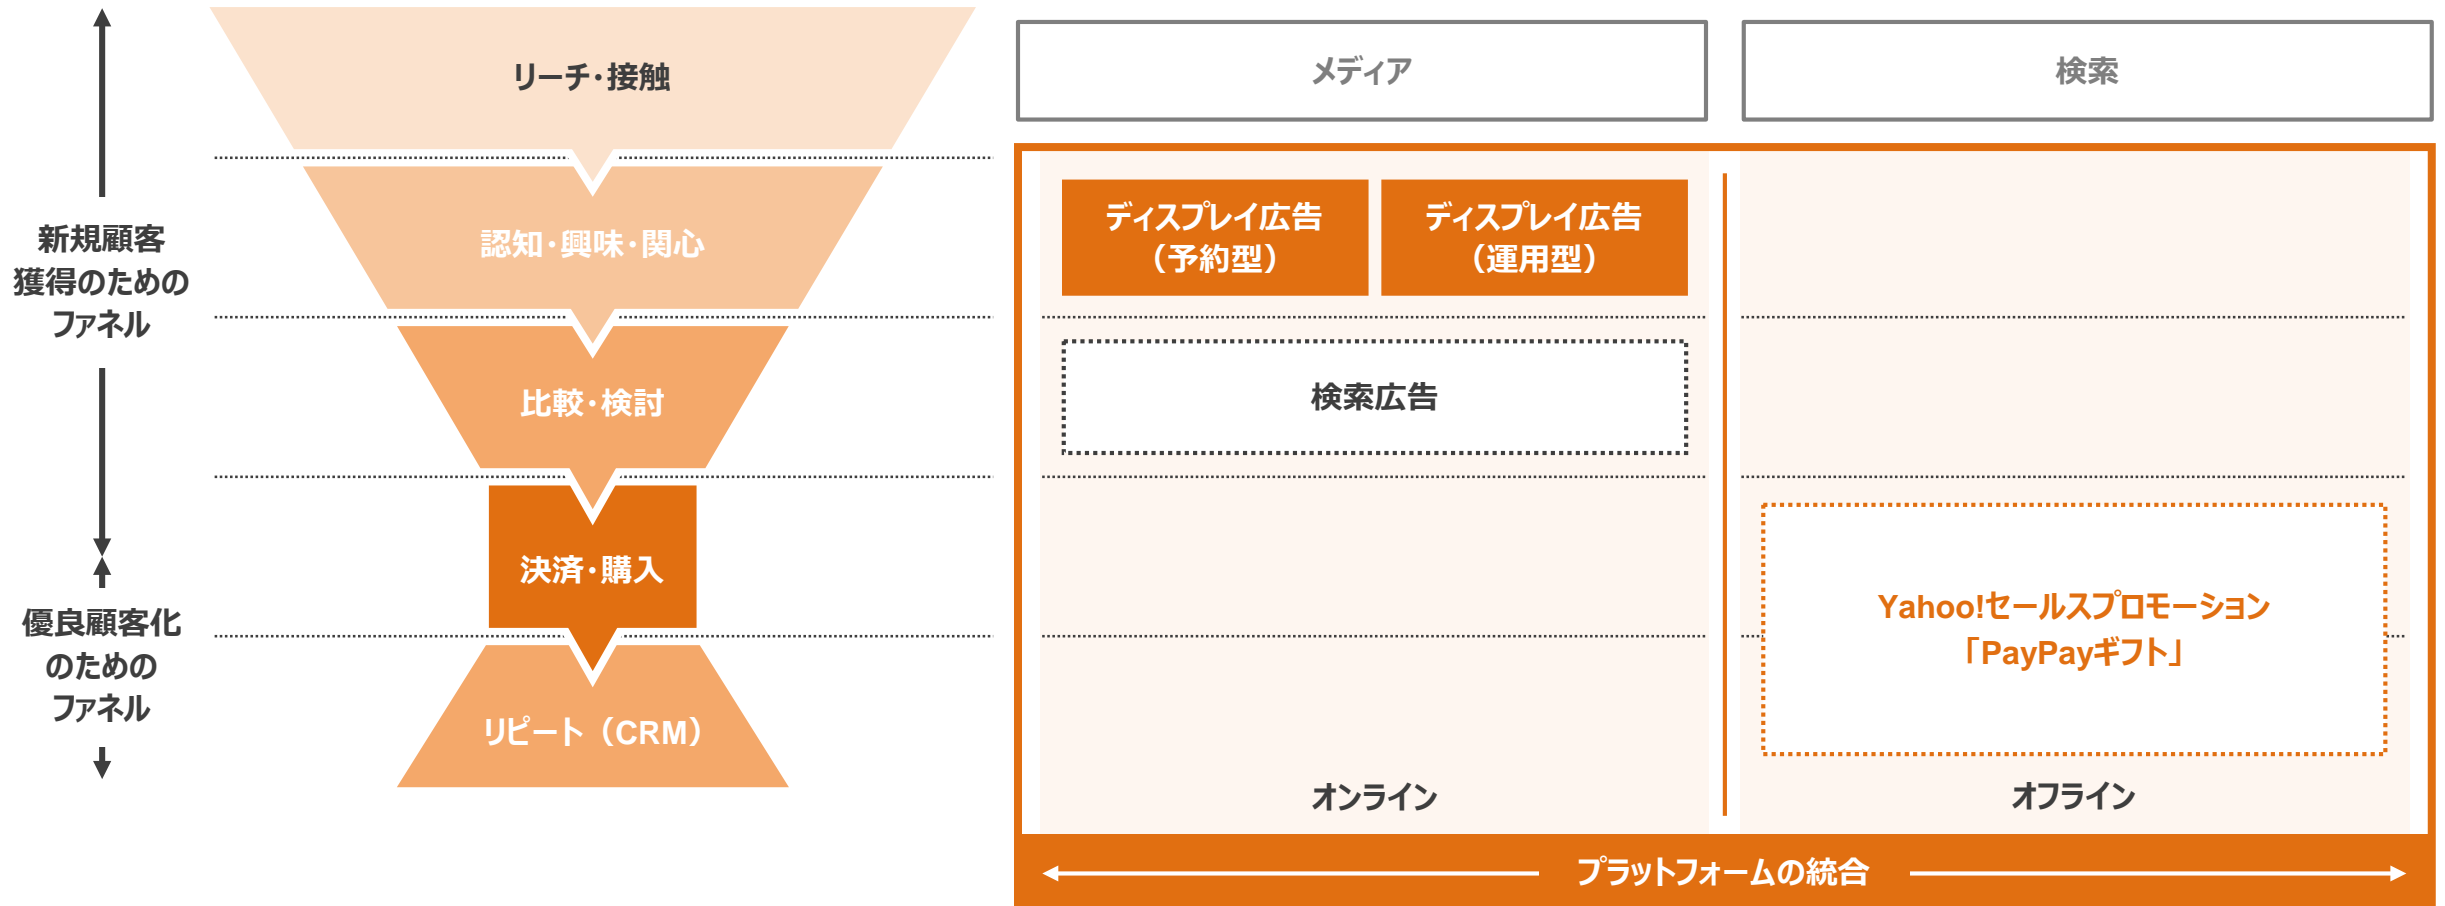 新規顧客
獲得のための
ファネル
優良顧客化
のための
ファネル
リーチ・接触
認知・興味・関心
比較・検討
決済・購入
リピート（CRM）
メディア
検索
ディスプレイ広告
（予約型）
ディスプレイ広告
（運用型）
検索広告
Yahoo!セールスプロモーション
「PayPayギフト」
オンライン
オフライン
プラットフォームの統合